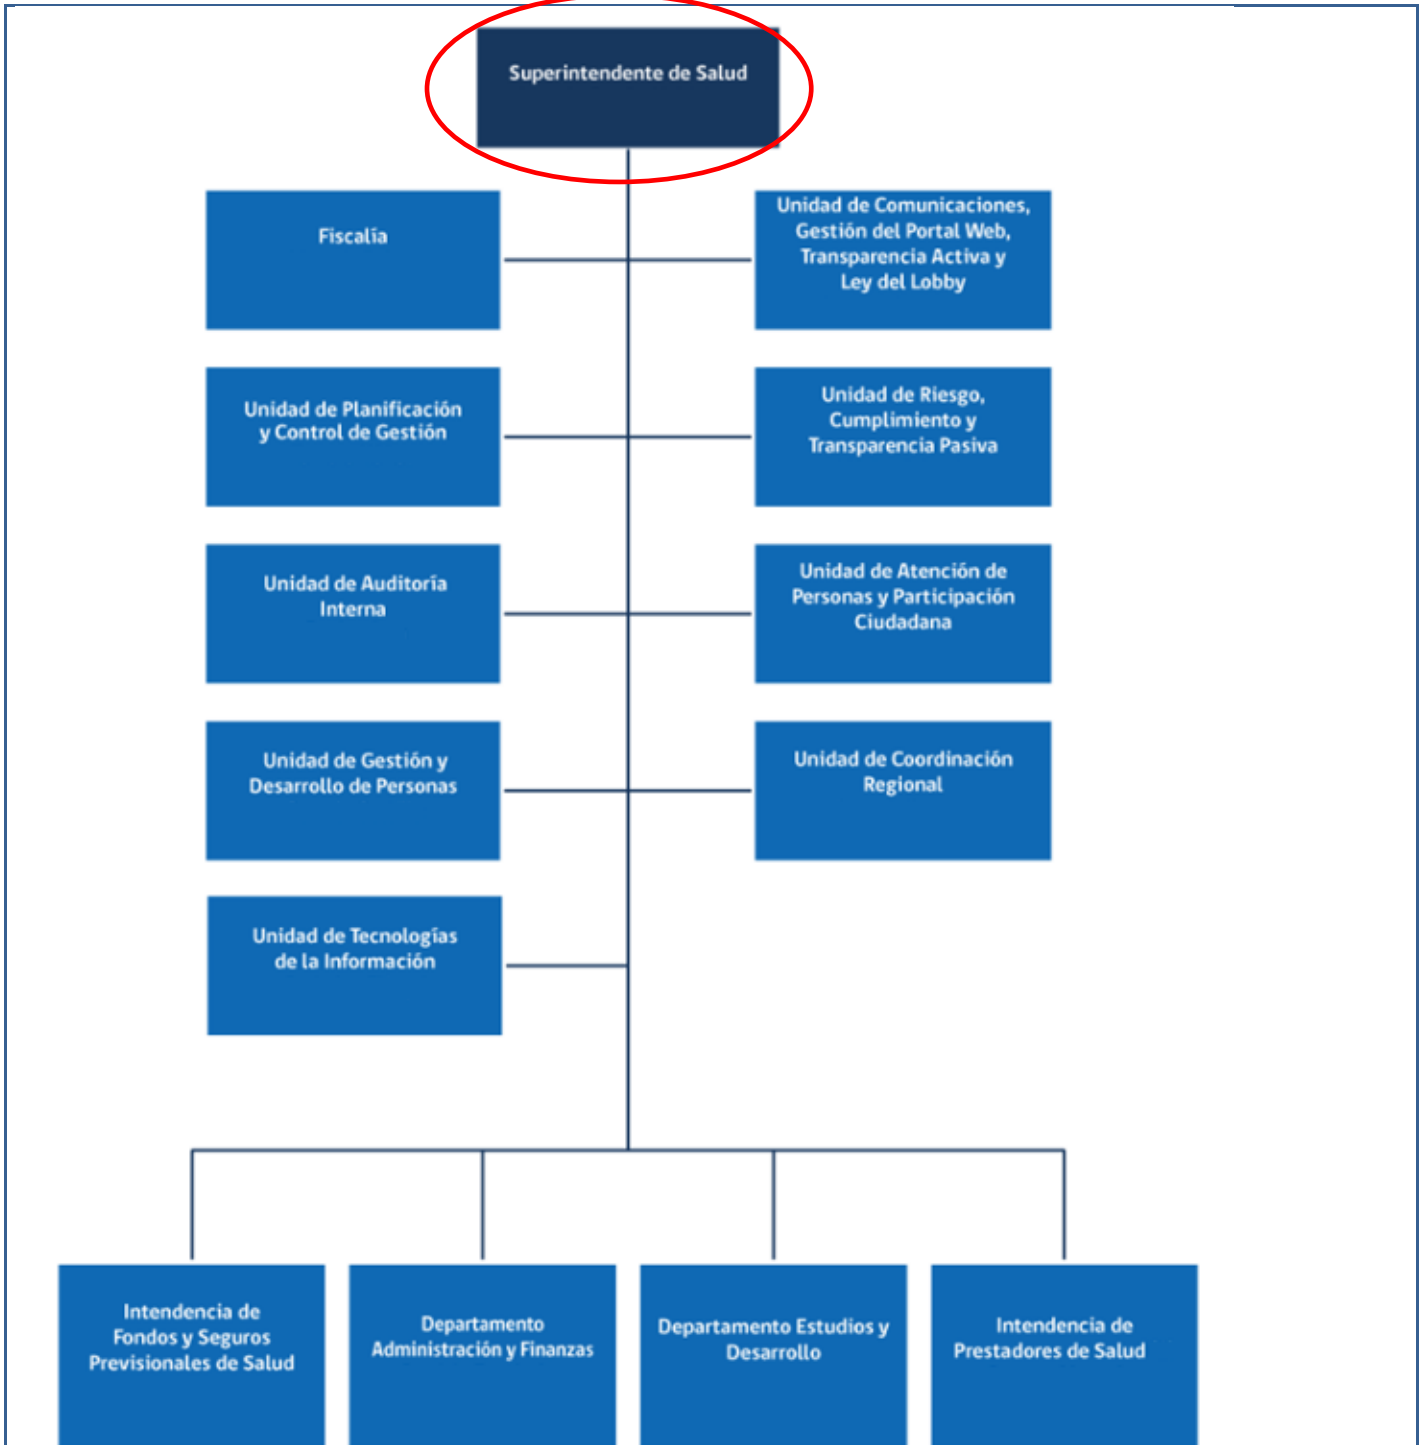 Superintendente de Salud
Fiscalía
Unidad de Comunicaciones,
Gestión del Portal Web,
Transparencia Activa y
Ley del Lobby
Unidad de Planificación
y Control de Gestión
Unidad de Riesgo,
Cumplimiento y
Transparencia Pasiva
Unidad de Auditoría
Interna
Unidad de Atención de
Personas y Participación
Ciudadana
Unidad de Gestión y
Desarrollo de Personas
Unidad de Coordinación
Regional
Unidad de Tecnologías
de la Información
Intendencia de
Fondos y Seguros
Previsionales de Salud
Departamento
Administración y Finanzas
Departamento Estudios y
Desarrollo
Intendencia de
Prestadores de Salud